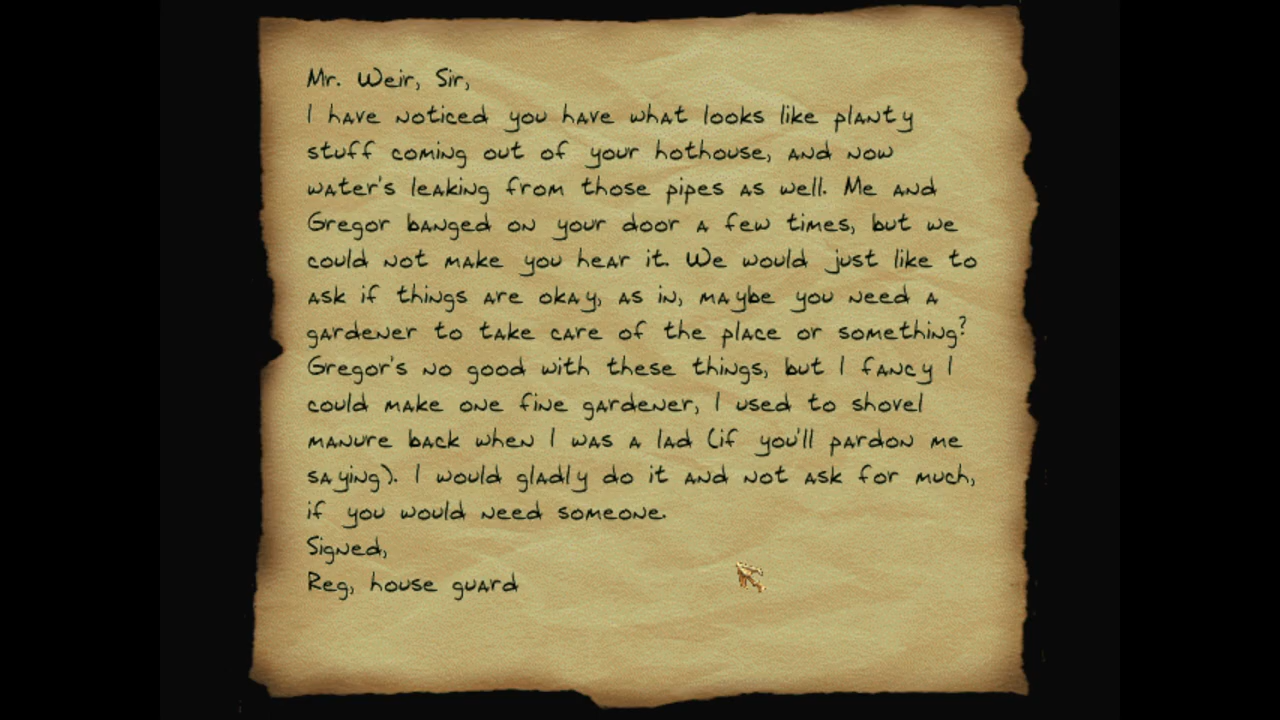 Mr. Weir, Sir,
I have noticed you have what looks like planty
stuff coming out of your hothouse, and now
water's leaking from those pipes as well. Me and
Gregor banged on your door a few times, but we
could not make you hear it. We would just like to
ask if things are okay, as in, maybe you need a
gardener to take care of the place or something?
Gregor's no good with these things, but I fancy I
could make one fine gardener, I used to shovel
manure back when I was a lad (if you'll pardon me
saying). I would gladly do it and not ask for much,
if you would need someone.
Signed,
Reg, house guard